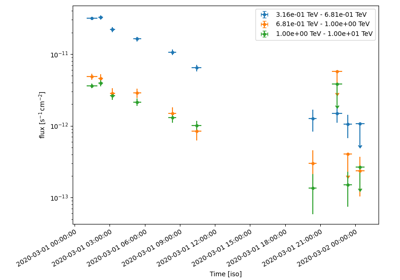 3.16e-01 TeV - 6.81e-01 TeV
6.81e-01 TeV - 1.00e+00 TeV
1.00e+00 TeV - 1.00e+01 TeV
10⁻¹¹
10⁻¹²
10⁻¹³
flux [s⁻¹cm⁻²]
2020-03-01 00:00:00
2020-03-01 03:00:00
2020-03-01 06:00:00
2020-03-01 09:00:00
2020-03-01 12:00:00
2020-03-01 15:00:00
2020-03-01 18:00:00
2020-03-01 21:00:00
2020-03-02 00:00:00
Time [iso]